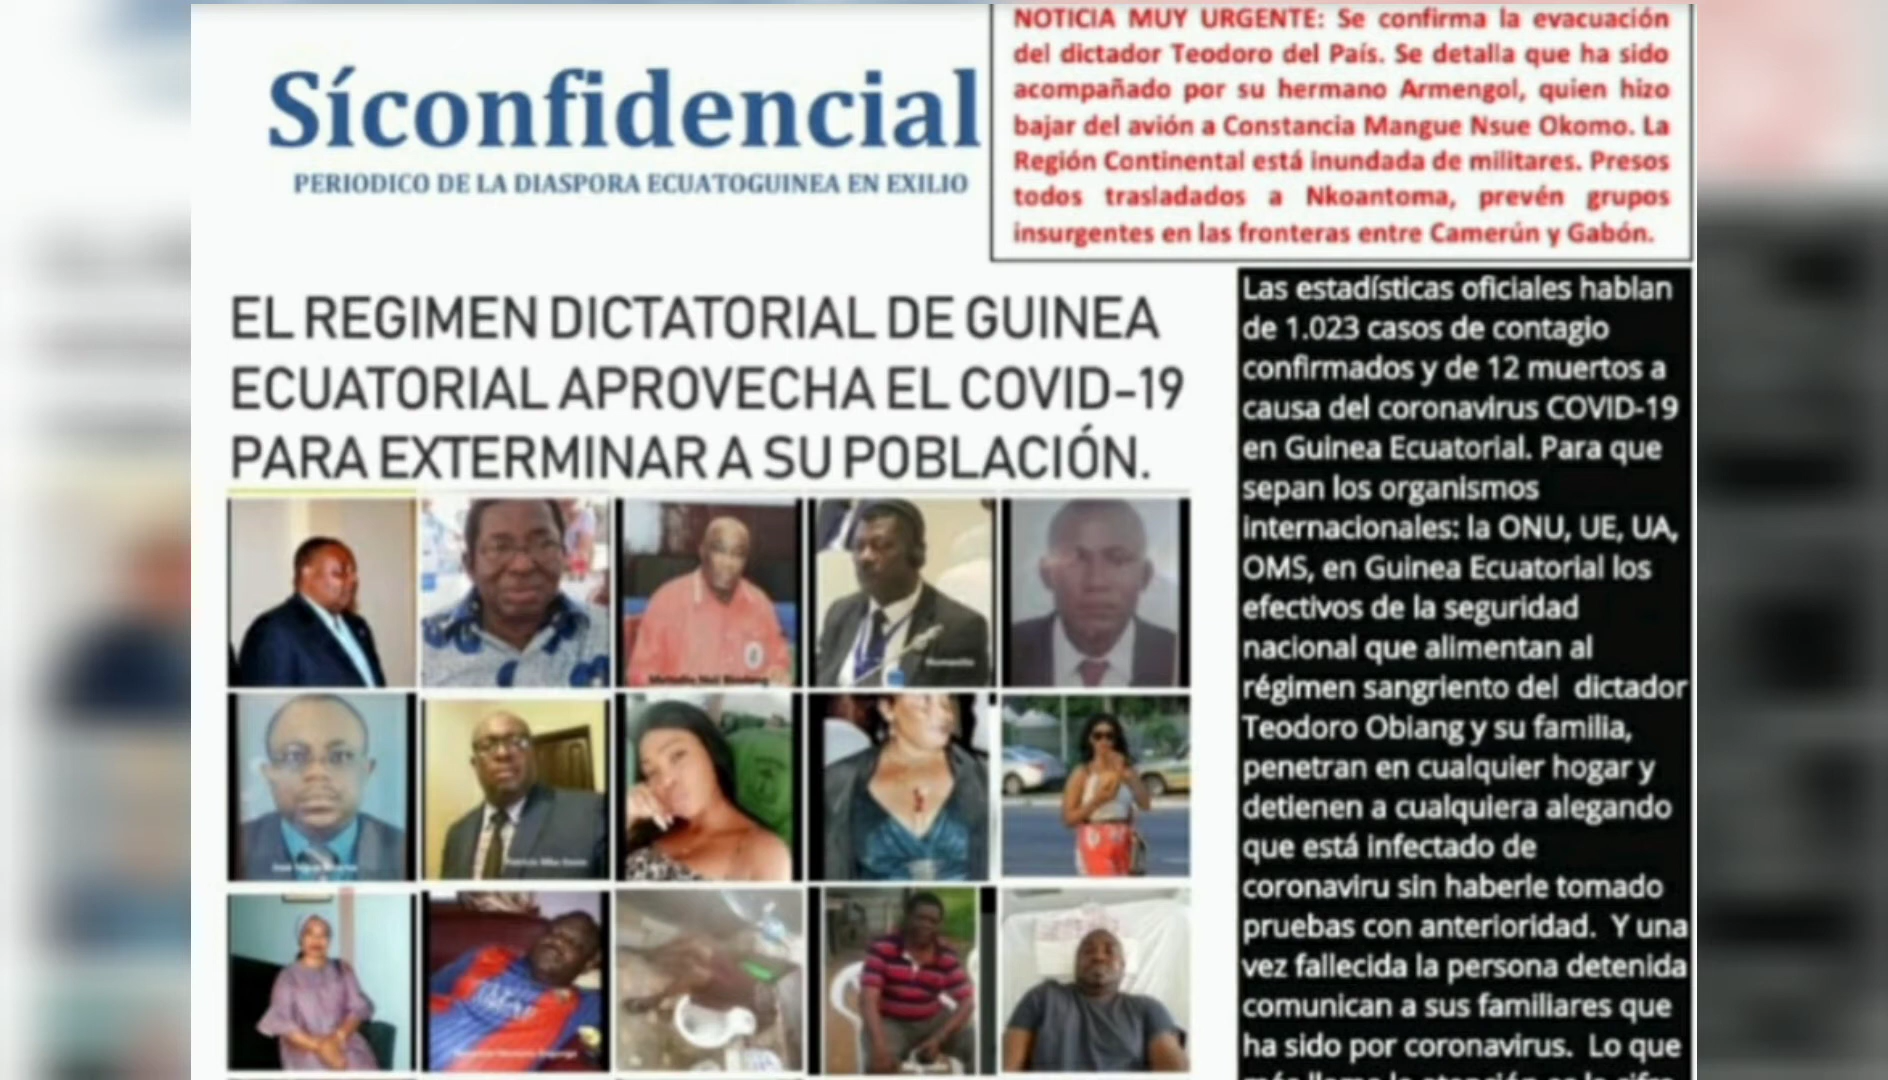 Síconfidencial
PERIODICO DE LA DIASPORA ECUATOGUINEA EN EXILIO
NOTICIA MUY URGENTE: Se confirma la evacuación
del dictador Teodoro del País. Se detalla que ha sido
acompañado por su hermano Armengol, quien hizo
bajar del avión a Constancia Mangue Nsue Okomo. La
Región Continental está inundada de militares. Presos
todos trasladados a Nkoantoma, prevén grupos
insurgentes en las fronteras entre Camerún y Gabón.
EL REGIMEN DICTATORIAL DE GUINEA
ECUATORIAL APROVECHA EL COVID-19
PARA EXTERMINAR A SU POBLACIÓN.
Las estadísticas oficiales hablan
de 1.023 casos de contagio
confirmados y de 12 muertos a
causa del coronavirus COVID-19
en Guinea Ecuatorial. Para que
sepan los organismos
internacionales: la ONU, UE, UA,
OMS, en Guinea Ecuatorial los
efectivos de la seguridad
nacional que alimentan al
régimen sangriento del dictador
Teodoro Obiang y su familia,
penetran en cualquier hogar y
detienen a cualquiera alegando
que está infectado de
coronaviru sin haberle tomado
pruebas con anterioridad. Y una
vez fallecida la persona detenida
comunican a sus familiares que
ha sido por coronavirus. Lo que